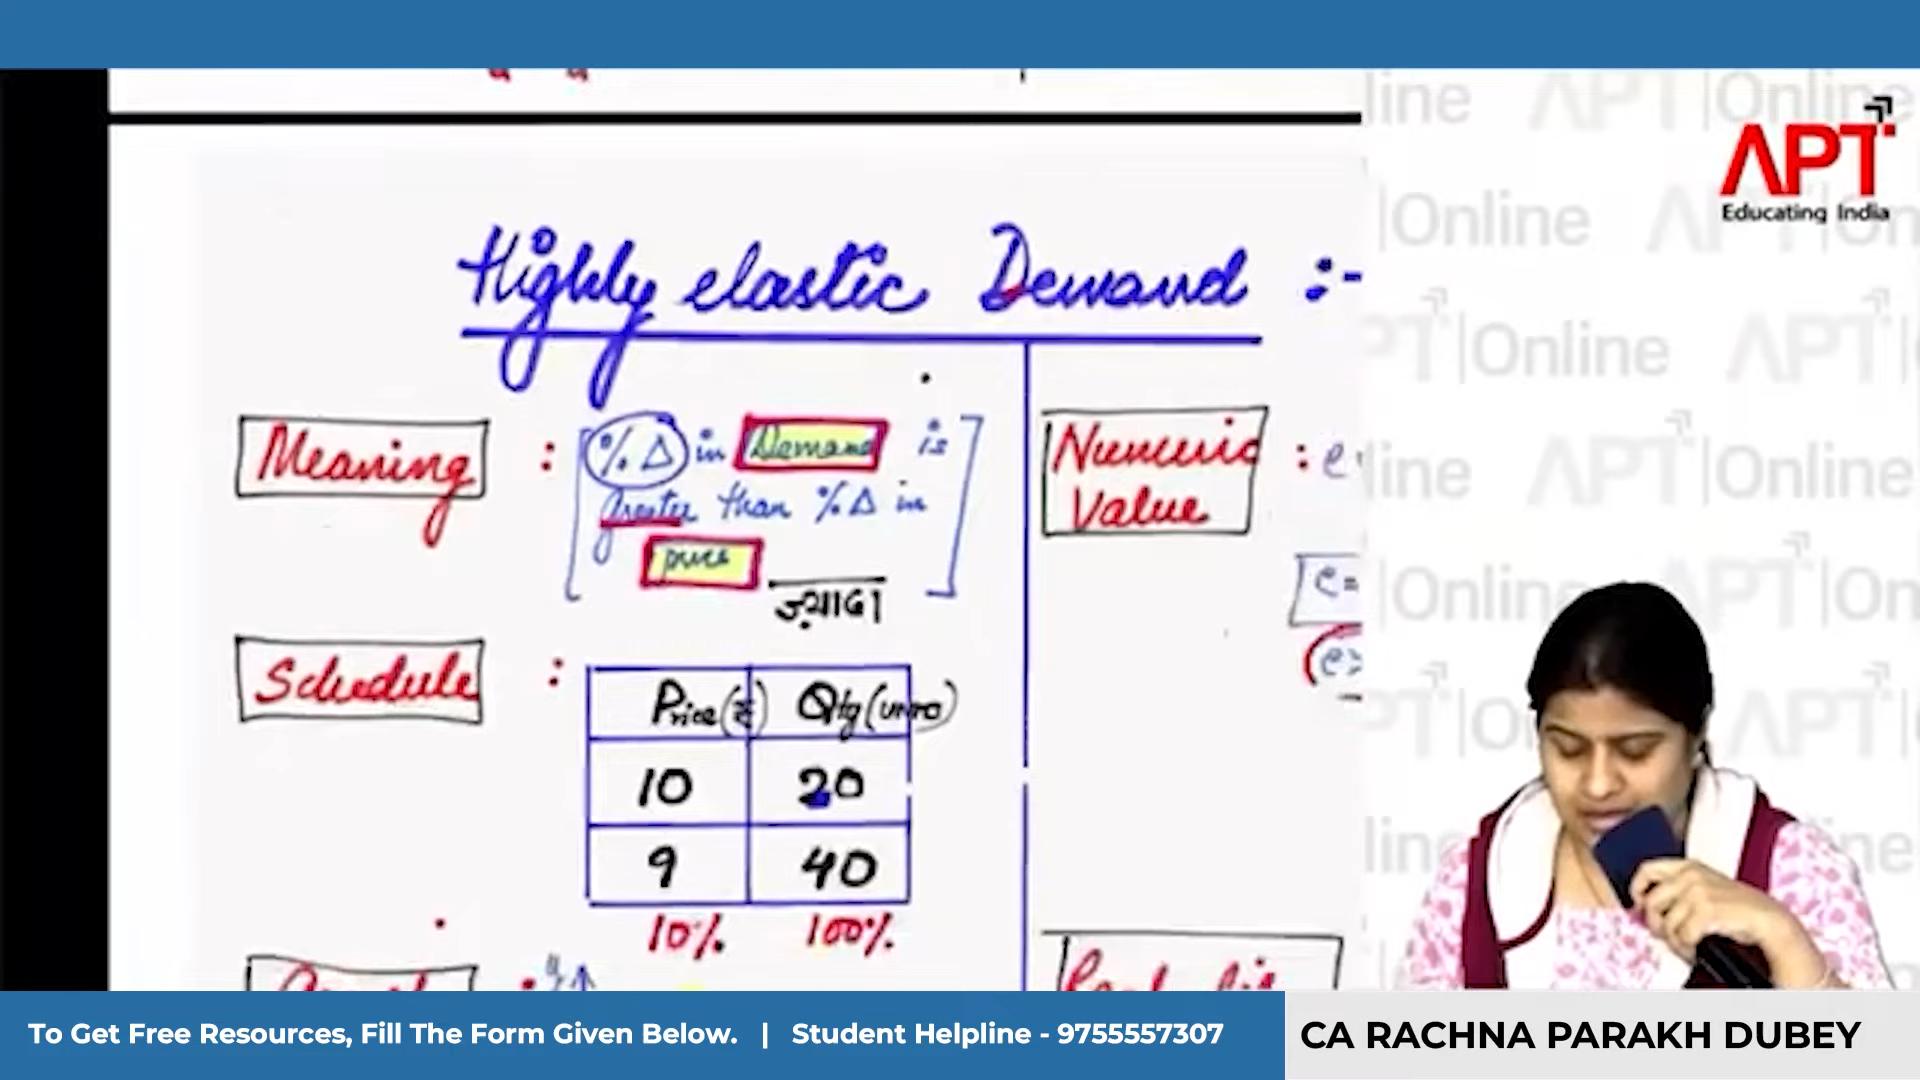 Highly elastic Demand :-
Meaning : [ % Δ in Demand is
greater than % Δ in
price ]
ज्यादा
Numeric : e
Value
e=
(e>
Schedule :
Price (₹) Qty (units)
10 20
9 40
10% 100%
y
APT
Educating India
APT|Online
To Get Free Resources, Fill The Form Given Below. | Student Helpline - 9755557307
CA RACHNA PARAKH DUBEY